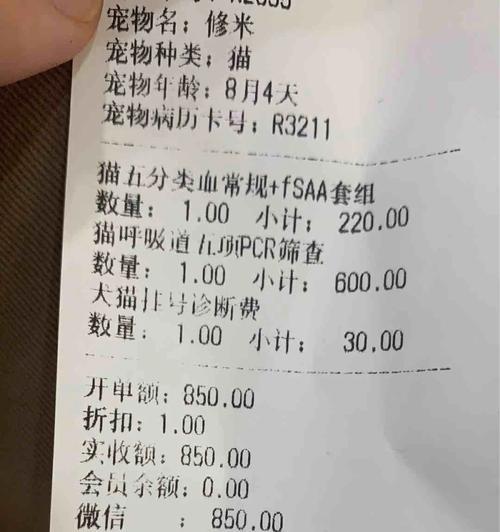 宠物名：修米
宠物种类：猫
宠物年龄：8月4天
宠物病历卡号：R3211
猫五分类血常规+fSAA套组
数量： 1.00 小计： 220.00
猫呼吸道五项PCR筛查
数量： 1.00 小计： 600.00
犬猫挂号诊断费
数量： 1.00 小计： 30.00
开单额：850.00
折扣：1.00
实收额：850.00
会员余额：0.00
微信 ： 850.00